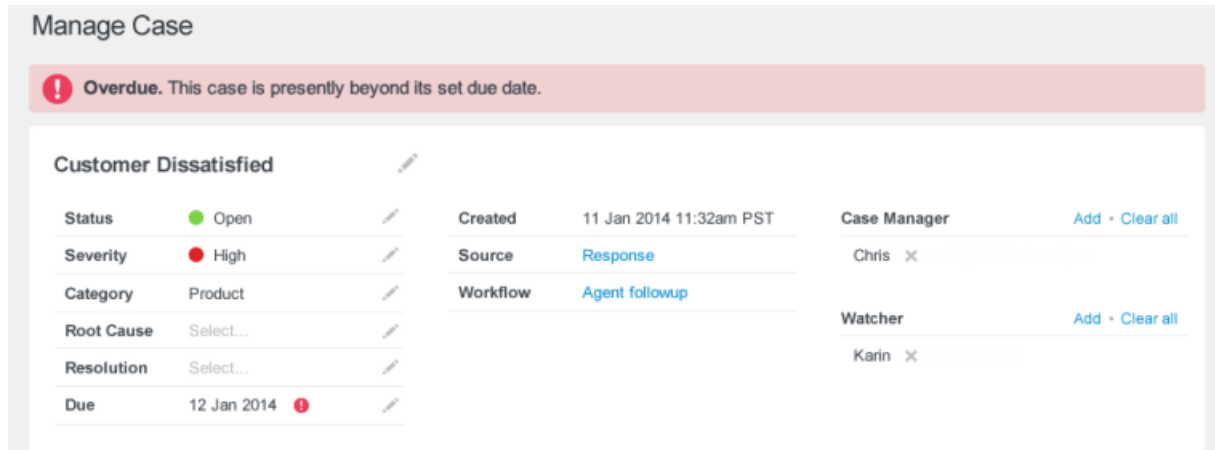 Manage Case
Overdue. This case is presently beyond its set due date.
Customer Dissatisfied
Status Open
Severity High
Category Product
Root Cause Select...
Resolution Select...
Due 12 Jan 2014
Created 11 Jan 2014 11:32am PST
Source Response
Workflow Agent followup
Case Manager Add • Clear all
Chris
Watcher Add • Clear all
Karin